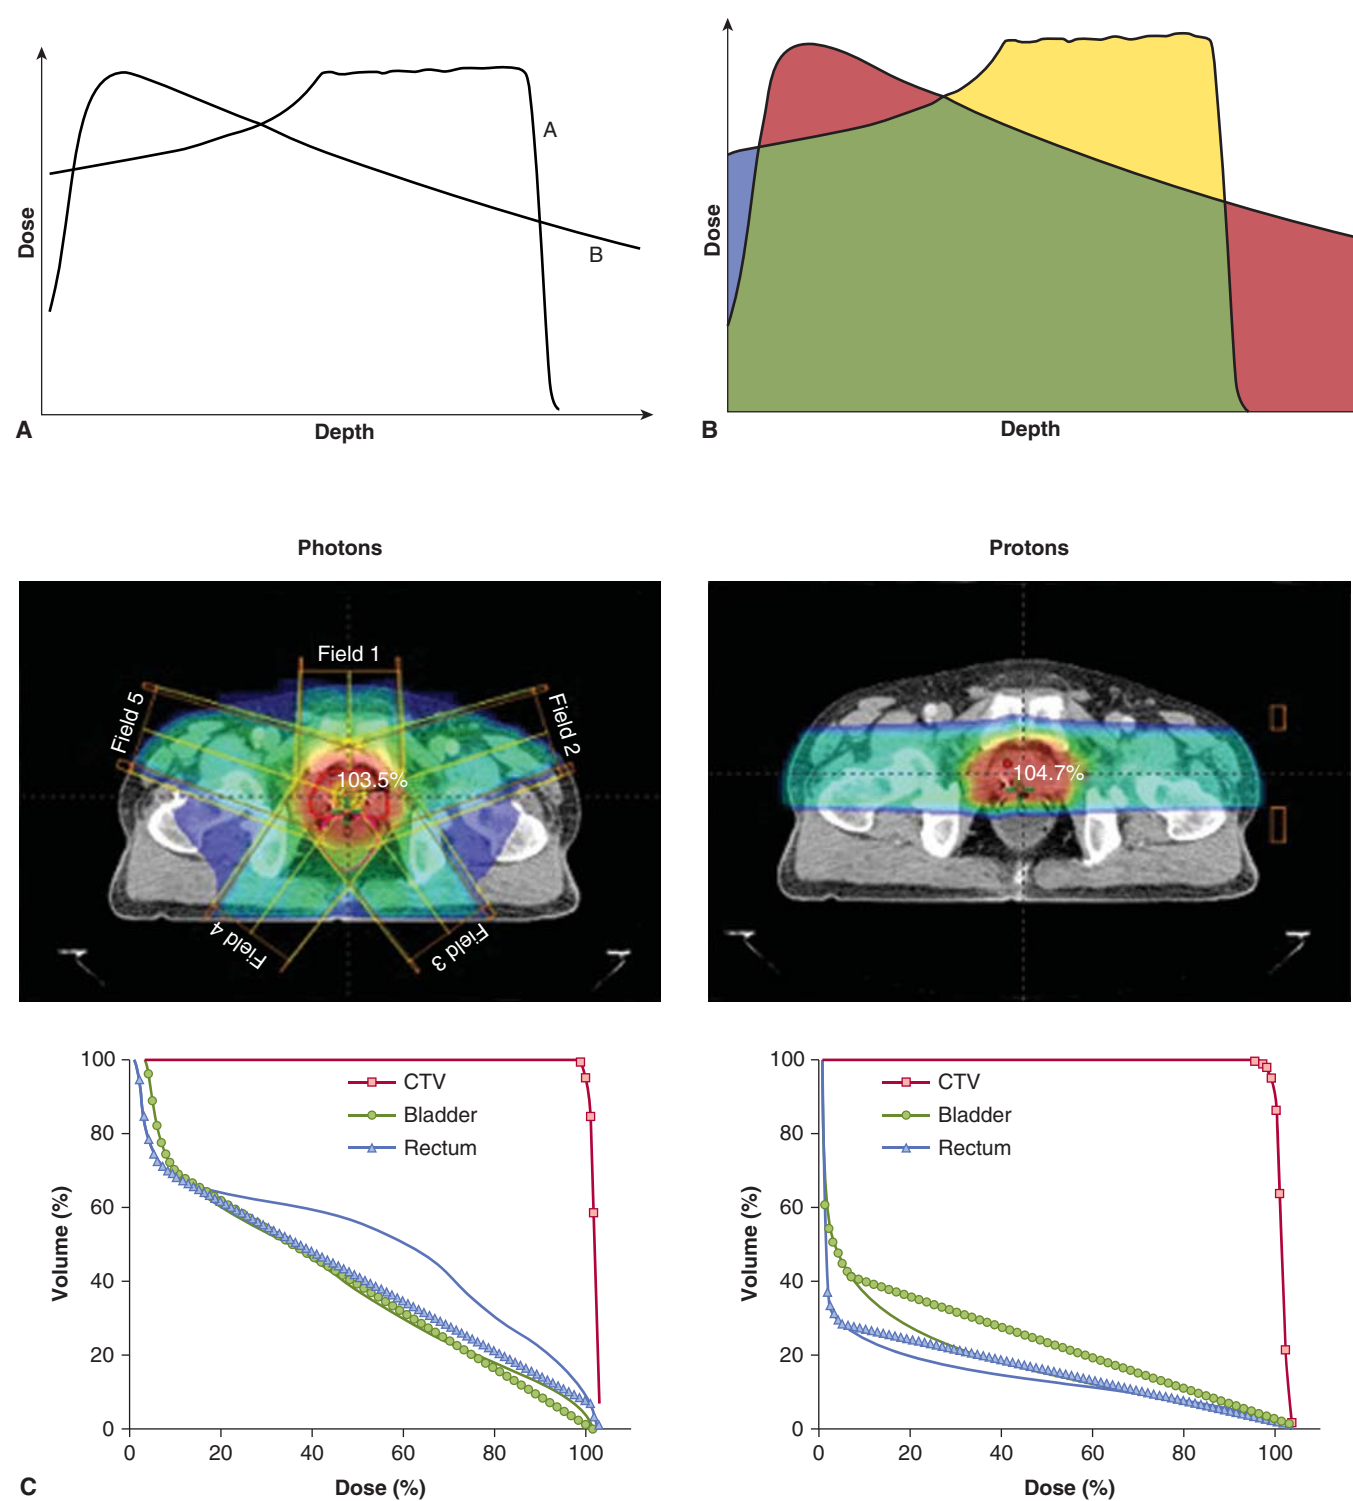 A
B
Dose
Depth
A
Dose
Depth
B
Photons
Protons
Field 1
Field 5
Field 2
103.5%
Field 4
Field 3
104.7%
100
80
60
40
20
0
Volume (%)
CTV
Bladder
Rectum
0 20 40 60 80 100
Dose (%)
100
80
60
40
20
0
Volume (%)
CTV
Bladder
Rectum
0 20 40 60 80 100
Dose (%)
C